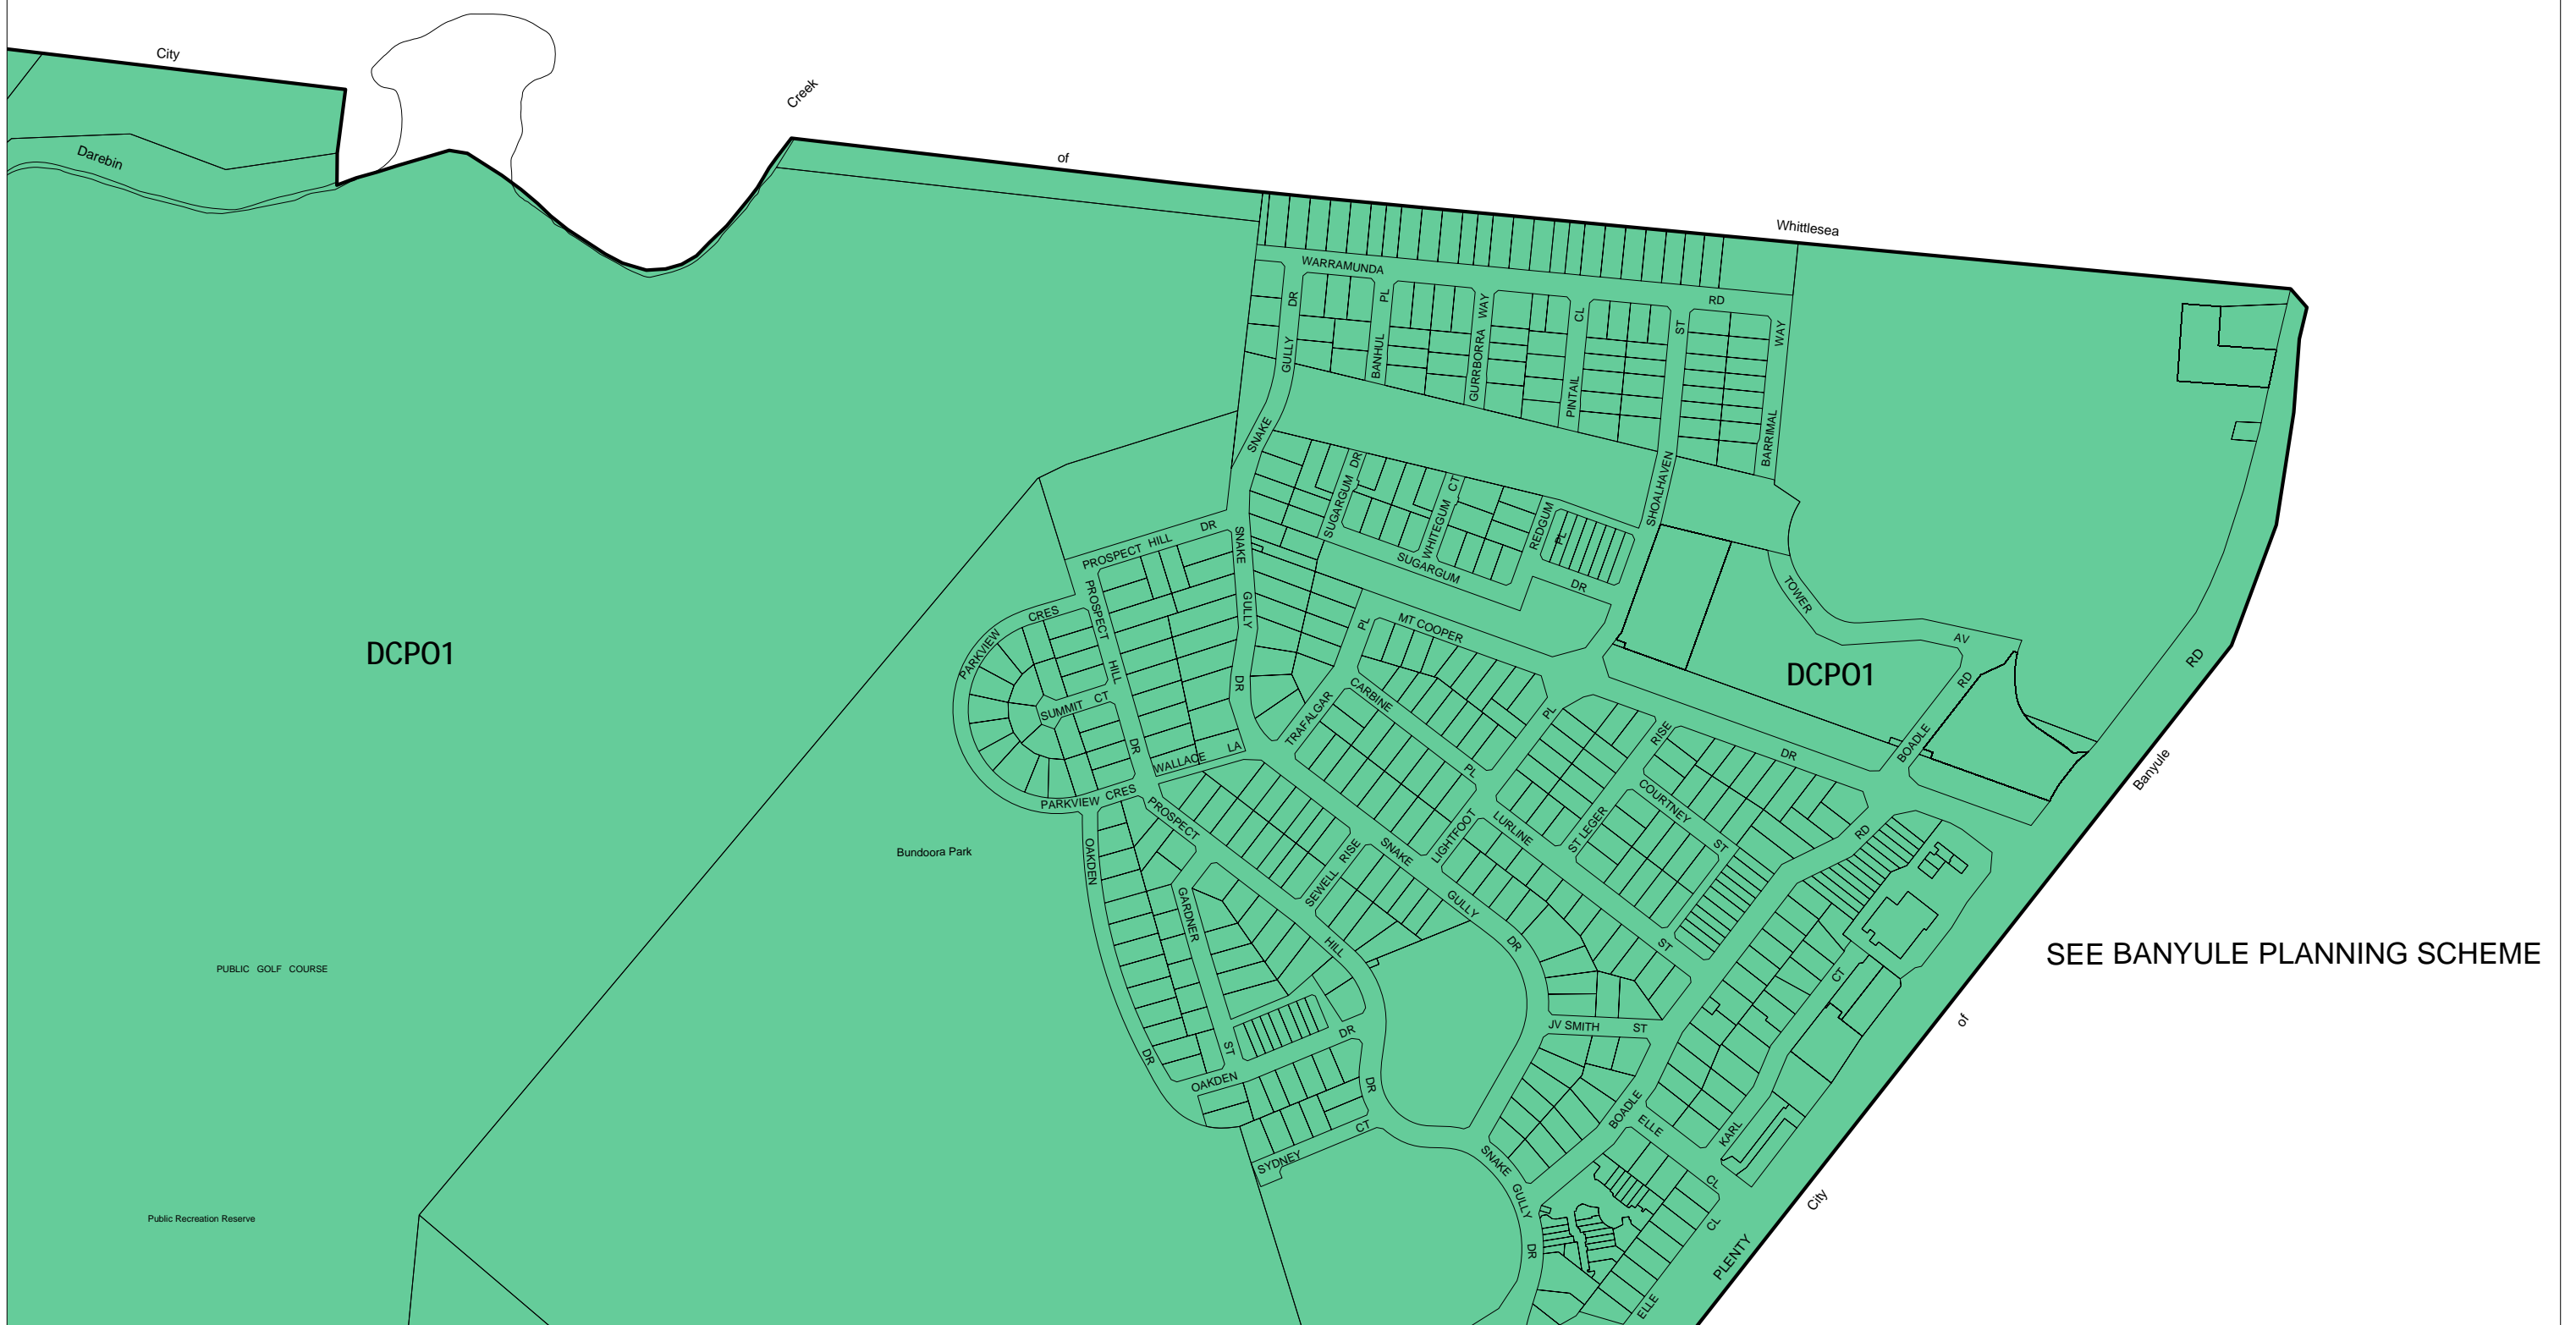 City
Creek
of
Whittlesea
Darebin
WARRAMUNDA
RD
SNAKE
GULLY
DR
BANHUL
PL
GURRBORRA
WAY
PINTAIL
CL
SHOALHAVEN
ST
BARRIMAL
WAY
SUGARGUM
DR
WHITEGUM
CT
REDGUM
PL
SUGARGUM
DR
PROSPECT
HILL
DR
SNAKE
GULLY
DR
PROSPECT
HILL
DR
PARKVIEW
CRES
SUMMIT
CT
WALLACE
LA
PARKVIEW
CRES
MT COOPER
DR
TRAFALGAR
PL
CARBINE
PL
TOWER
AV
DCPO1
DCPO1
BOADLE
RD
RD
Banyule
LIGHTFOOT
PL
LURLINE
ST
ST LEGER
RISE
COURTNEY
ST
RD
Bundoora Park
PROSPECT
HILL
DR
OAKDEN
DR
GARDNER
ST
SEWELL
RISE
SNAKE
GULLY
DR
SEE BANYULE PLANNING SCHEME
PUBLIC GOLF COURSE
JV SMITH
ST
of
OAKDEN
DR
KARL
CT
BOADLE
ELLE
CL
SYDNEY
CT
SNAKE
GULLY
DR
City
Public Recreation Reserve
PLENTY
ELLE
CL